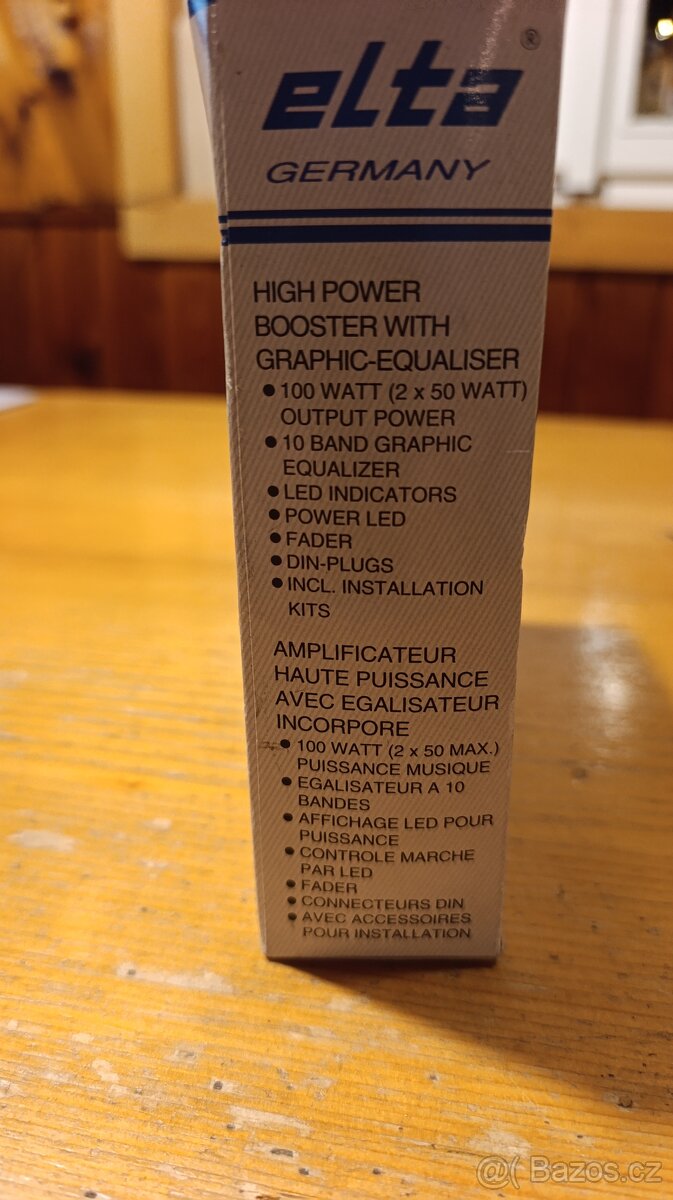 elta®
GERMANY
HIGH POWER
BOOSTER WITH
GRAPHIC-EQUALISER
● 100 WATT (2 x 50 WATT)
OUTPUT POWER
● 10 BAND GRAPHIC
EQUALIZER
● LED INDICATORS
● POWER LED
● FADER
● DIN-PLUGS
● INCL. INSTALLATION
KITS
AMPLIFICATEUR
HAUTE PUISSANCE
AVEC EGALISATEUR
INCORPORE
● 100 WATT (2 x 50 MAX.)
PUISSANCE MUSIQUE
● EGALISATEUR A 10
BANDES
● AFFICHAGE LED POUR
PUISSANCE
● CONTROLE MARCHE
PAR LED
● FADER
● CONNECTEURS DIN
● AVEC ACCESSOIRES
POUR INSTALLATION
@( Bazos.cz